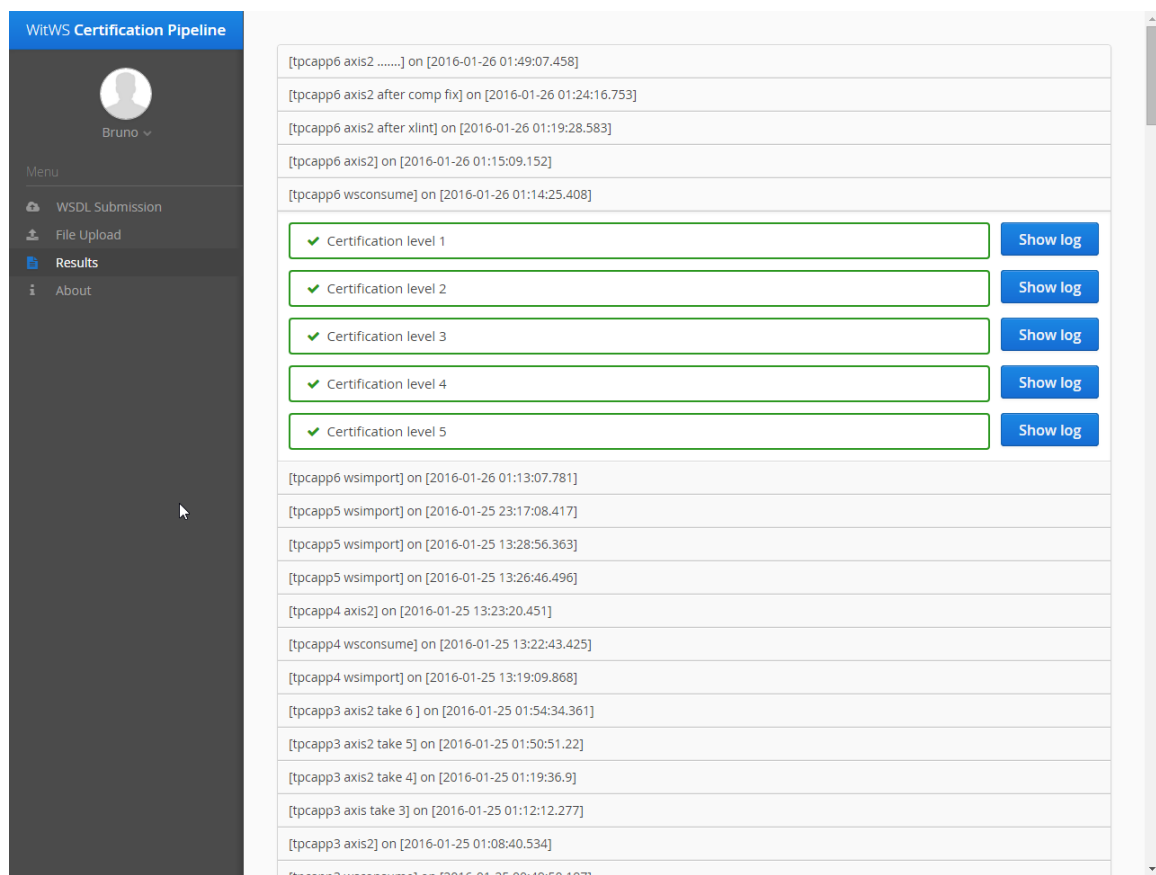 WitWS Certification Pipeline
Bruno
Menu
WSDL Submission
File Upload
Results
About
[tpcapp6 axis2 .......] on [2016-01-26 01:49:07.458]
[tpcapp6 axis2 after comp fix] on [2016-01-26 01:24:16.753]
[tpcapp6 axis2 after xlint] on [2016-01-26 01:19:28.583]
[tpcapp6 axis2] on [2016-01-26 01:15:09.152]
[tpcapp6 wsconsume] on [2016-01-26 01:14:25.408]
Certification level 1 Show log
Certification level 2 Show log
Certification level 3 Show log
Certification level 4 Show log
Certification level 5 Show log
[tpcapp6 wsimport] on [2016-01-26 01:13:07.781]
[tpcapp5 wsimport] on [2016-01-25 23:17:08.417]
[tpcapp5 wsimport] on [2016-01-25 13:28:56.363]
[tpcapp5 wsimport] on [2016-01-25 13:26:46.496]
[tpcapp4 axis2] on [2016-01-25 13:23:20.451]
[tpcapp4 wsconsume] on [2016-01-25 13:22:43.425]
[tpcapp4 wsimport] on [2016-01-25 13:19:09.868]
[tpcapp3 axis2 take 6 ] on [2016-01-25 01:54:34.361]
[tpcapp3 axis2 take 5] on [2016-01-25 01:50:51.22]
[tpcapp3 axis2 take 4] on [2016-01-25 01:19:36.9]
[tpcapp3 axis take 3] on [2016-01-25 01:12:12.277]
[tpcapp3 axis2] on [2016-01-25 01:08:40.534]